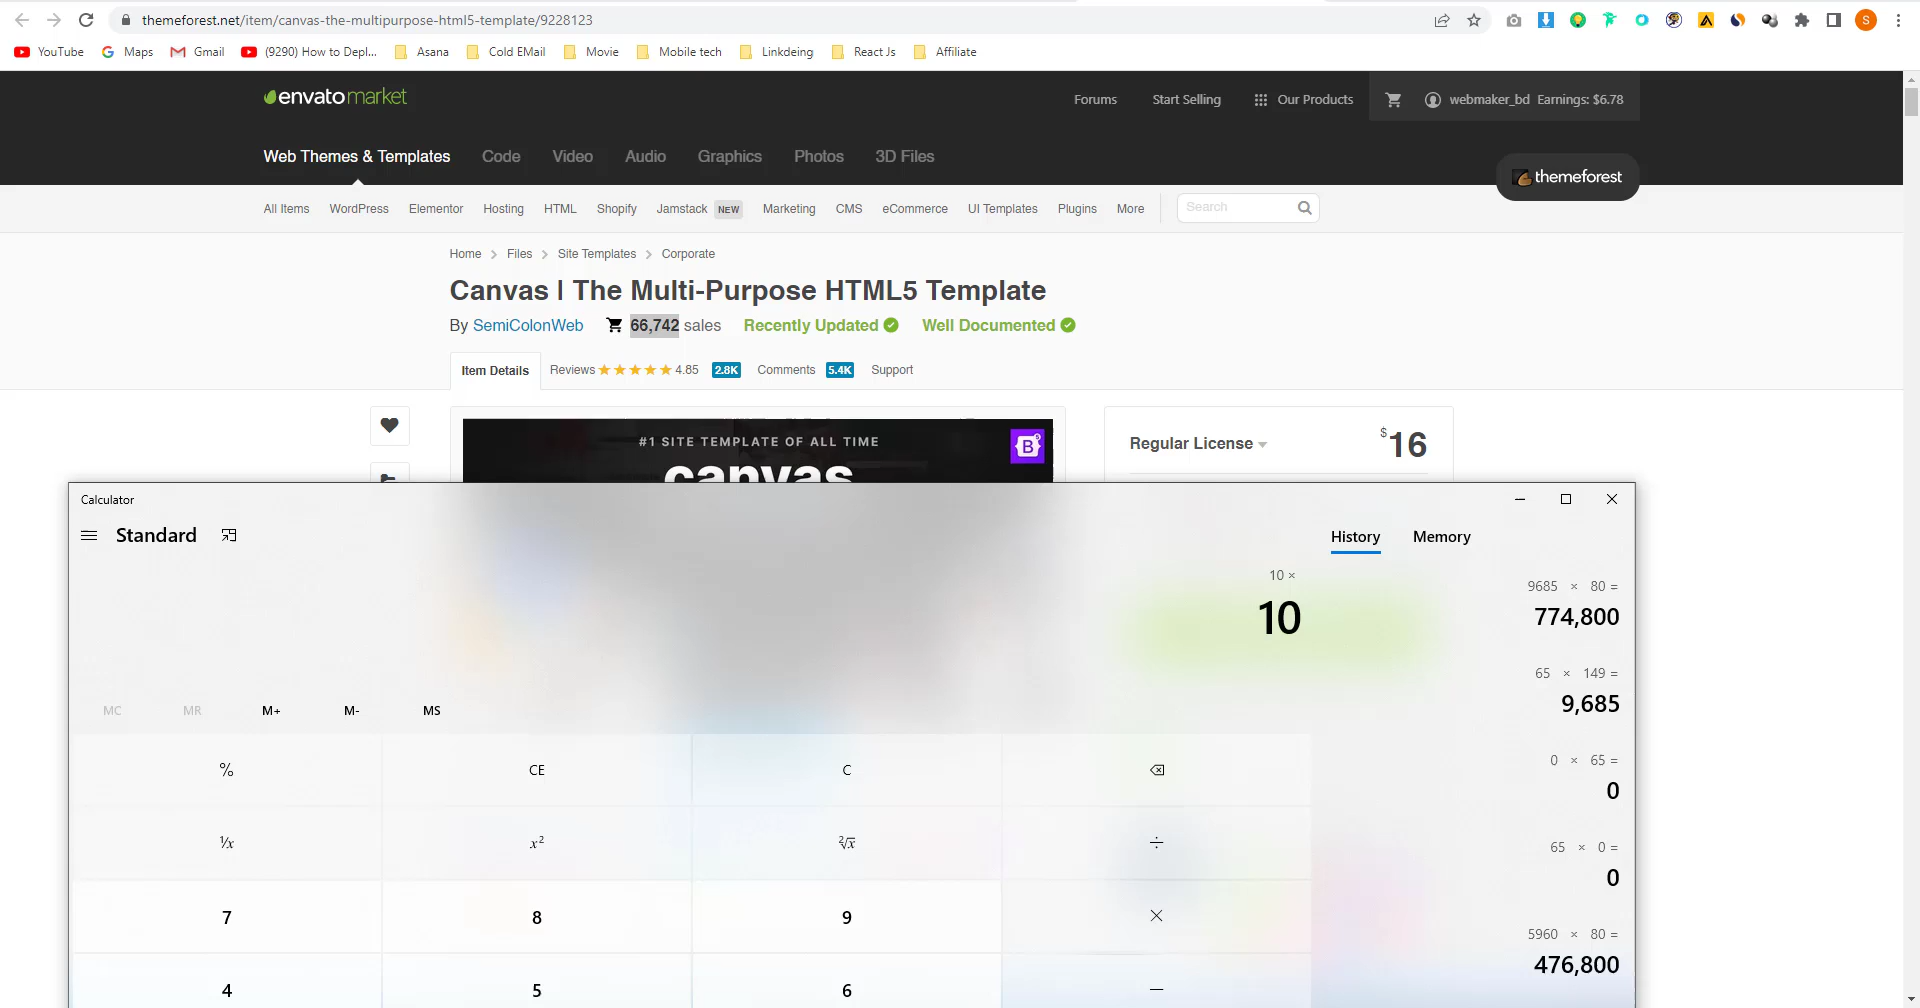 themeforest.net/item/canvas-the-multipurpose-html5-template/9228123
S
YouTube Maps Gmail (9290) How to Depl... Asana Cold EMail Movie Mobile tech Linkdeing React Js Affiliate
envatomarket
Forums Start Selling Our Products webmaker_bd Earnings: $6.78
Web Themes & Templates Code Video Audio Graphics Photos 3D Files
themeforest
All Items WordPress Elementor Hosting HTML Shopify Jamstack NEW Marketing CMS eCommerce UI Templates Plugins More Search
Home > Files > Site Templates > Corporate
Canvas | The Multi-Purpose HTML5 Template
By SemiColonWeb 66,742 sales Recently Updated Well Documented
Item Details Reviews 4.85 2.8K Comments 5.4K Support
#1 SITE TEMPLATE OF ALL TIME
B5
canvas
Regular License $16
Calculator
Standard
History Memory
10 ×
10
9685 × 80 =
774,800
65 × 149 =
9,685
0 × 65 =
0
65 × 0 =
0
5960 × 80 =
476,800
MC MR M+ M- MS
% CE C
⅟x x² ²√x ÷
7 8 9 ×
4 5 6 −